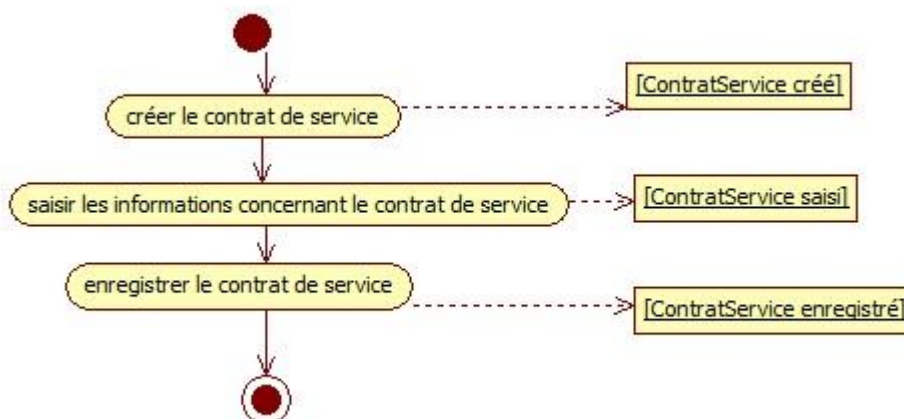 créer le contrat de service
[ContratService créé]
saisir les informations concernant le contrat de service
[ContratService saisi]
enregistrer le contrat de service
[ContratService enregistré]